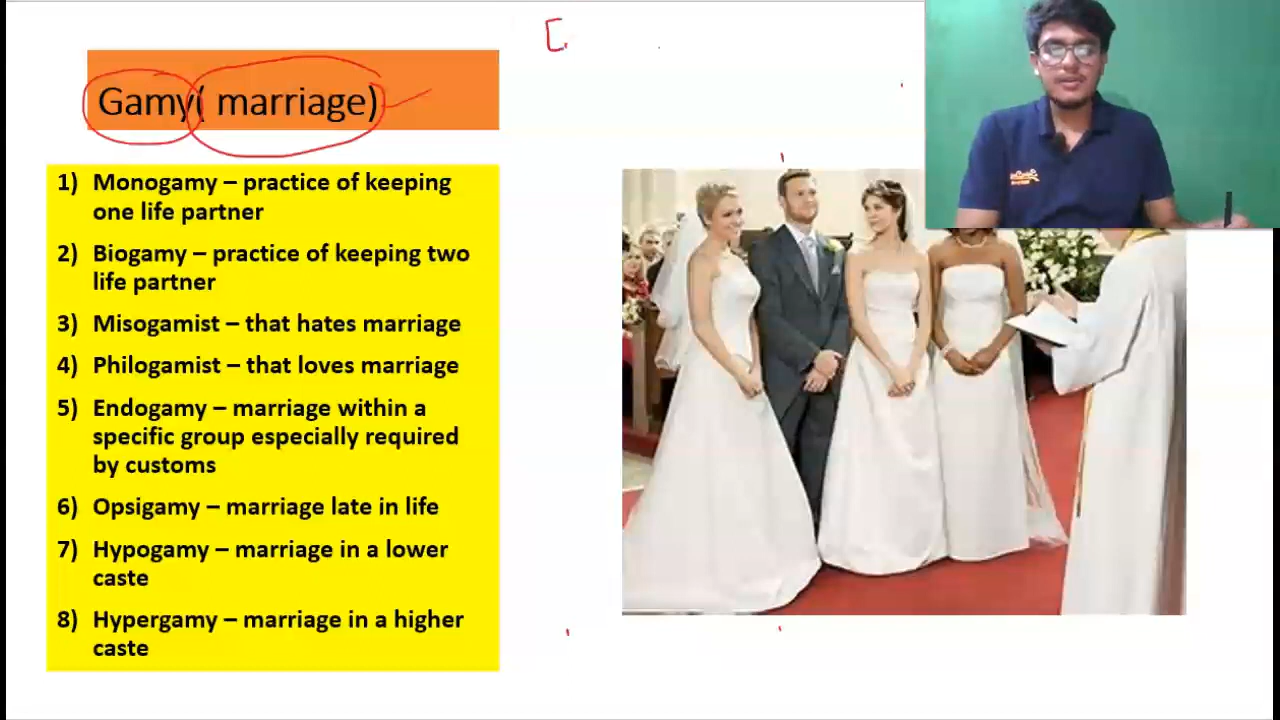 Gamy( marriage)
1) Monogamy – practice of keeping
one life partner
2) Biogamy – practice of keeping two
life partner
3) Misogamist – that hates marriage
4) Philogamist – that loves marriage
5) Endogamy – marriage within a
specific group especially required
by customs
6) Opsigamy – marriage late in life
7) Hypogamy – marriage in a lower
caste
8) Hypergamy – marriage in a higher
caste